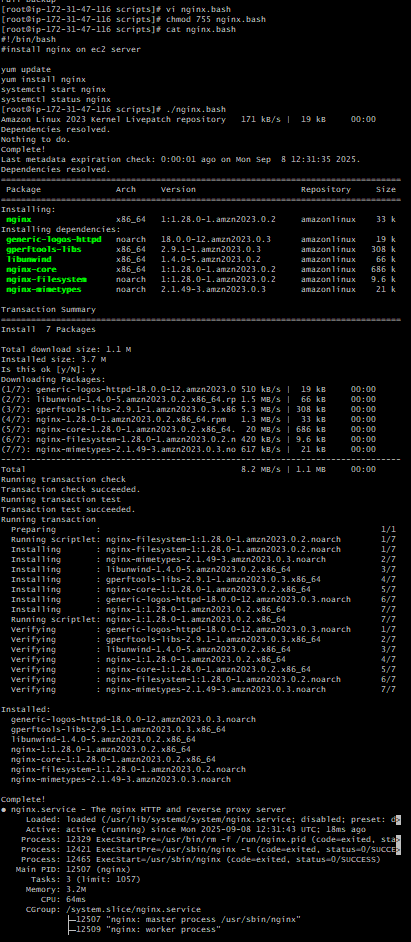 [root@ip-172-31-47-116 scripts]# vi nginx.bash
[root@ip-172-31-47-116 scripts]# chmod 755 nginx.bash
[root@ip-172-31-47-116 scripts]# cat nginx.bash
#!/bin/bash
#install nginx on ec2 server
yum update
yum install nginx
systemctl start nginx
systemctl status nginx
[root@ip-172-31-47-116 scripts]# ./nginx.bash
Amazon Linux 2023 Kernel Livepatch repository 171 kB/s | 19 kB 00:00
Dependencies resolved.
Nothing to do.
Complete!
Last metadata expiration check: 0:00:01 ago on Mon Sep 8 12:31:35 2025.
Dependencies resolved.
Package Arch Version Repository Size
Installing:
nginx x86_64 1:1.28.0-1.amzn2023.0.2 amazonlinux 33 k
Installing dependencies:
generic-logos-httpd noarch 18.0.0-12.amzn2023.0.3 amazonlinux 19 k
gperftools-libs x86_64 2.9.1-1.amzn2023.0.3 amazonlinux 308 k
libunwind x86_64 1.4.0-5.amzn2023.0.2 amazonlinux 66 k
nginx-core x86_64 1:1.28.0-1.amzn2023.0.2 amazonlinux 686 k
nginx-filesystem noarch 1:1.28.0-1.amzn2023.0.2 amazonlinux 9.6 k
nginx-mimetypes noarch 2.1.49-3.amzn2023.0.3 amazonlinux 21 k
Transaction Summary
Install 7 Packages
Total download size: 1.1 M
Installed size: 3.7 M
Is this ok [y/N]: y
Downloading Packages:
(1/7): generic-logos-httpd-18.0.0-12.amzn2023.0 510 kB/s | 19 kB 00:00
(2/7): libunwind-1.4.0-5.amzn2023.0.2.x86_64.rp 1.5 MB/s | 66 kB 00:00
(3/7): gperftools-libs-2.9.1-1.amzn2023.0.3.x86 5.3 MB/s | 308 kB 00:00
(4/7): nginx-1.28.0-1.amzn2023.0.2.x86_64.rpm 1.3 MB/s | 33 kB 00:00
(5/7): nginx-core-1.28.0-1.amzn2023.0.2.x86_64. 20 MB/s | 686 kB 00:00
(6/7): nginx-filesystem-1.28.0-1.amzn2023.0.2.n 420 kB/s | 9.6 kB 00:00
(7/7): nginx-mimetypes-2.1.49-3.amzn2023.0.3.no 617 kB/s | 21 kB 00:00
Total 8.2 MB/s | 1.1 MB 00:00
Running transaction check
Transaction check succeeded.
Running transaction test
Transaction test succeeded.
Running transaction
Preparing : 1/1
Running scriptlet: nginx-filesystem-1:1.28.0-1.amzn2023.0.2.noarch 1/7
Installing : nginx-filesystem-1:1.28.0-1.amzn2023.0.2.noarch 1/7
Installing : nginx-mimetypes-2.1.49-3.amzn2023.0.3.noarch 2/7
Installing : libunwind-1.4.0-5.amzn2023.0.2.x86_64 3/7
Installing : gperftools-libs-2.9.1-1.amzn2023.0.3.x86_64 4/7
Installing : nginx-core-1:1.28.0-1.amzn2023.0.2.x86_64 5/7
Installing : generic-logos-httpd-18.0.0-12.amzn2023.0.3.noarch 6/7
Installing : nginx-1:1.28.0-1.amzn2023.0.2.x86_64 7/7
Running scriptlet: nginx-1:1.28.0-1.amzn2023.0.2.x86_64 7/7
Verifying : generic-logos-httpd-18.0.0-12.amzn2023.0.3.noarch 1/7
Verifying : gperftools-libs-2.9.1-1.amzn2023.0.3.x86_64 2/7
Verifying : libunwind-1.4.0-5.amzn2023.0.2.x86_64 3/7
Verifying : nginx-1:1.28.0-1.amzn2023.0.2.x86_64 4/7
Verifying : nginx-core-1:1.28.0-1.amzn2023.0.2.x86_64 5/7
Verifying : nginx-filesystem-1:1.28.0-1.amzn2023.0.2.noarch 6/7
Verifying : nginx-mimetypes-2.1.49-3.amzn2023.0.3.noarch 7/7
Installed:
generic-logos-httpd-18.0.0-12.amzn2023.0.3.noarch
gperftools-libs-2.9.1-1.amzn2023.0.3.x86_64
libunwind-1.4.0-5.amzn2023.0.2.x86_64
nginx-1:1.28.0-1.amzn2023.0.2.x86_64
nginx-core-1:1.28.0-1.amzn2023.0.2.x86_64
nginx-filesystem-1:1.28.0-1.amzn2023.0.2.noarch
nginx-mimetypes-2.1.49-3.amzn2023.0.3.noarch
Complete!
● nginx.service - The nginx HTTP and reverse proxy server
Loaded: loaded (/usr/lib/systemd/system/nginx.service; disabled; preset: d>
Active: active (running) since Mon 2025-09-08 12:31:43 UTC; 18ms ago
Process: 12329 ExecStartPre=/usr/bin/rm -f /run/nginx.pid (code=exited, sta>
Process: 12421 ExecStartPre=/usr/sbin/nginx -t (code=exited, status=0/SUCCE>
Process: 12465 ExecStart=/usr/sbin/nginx (code=exited, status=0/SUCCESS)
Main PID: 12507 (nginx)
Tasks: 3 (limit: 1057)
Memory: 3.2M
CPU: 64ms
CGroup: /system.slice/nginx.service
├─12507 "nginx: master process /usr/sbin/nginx"
├─12509 "nginx: worker process"